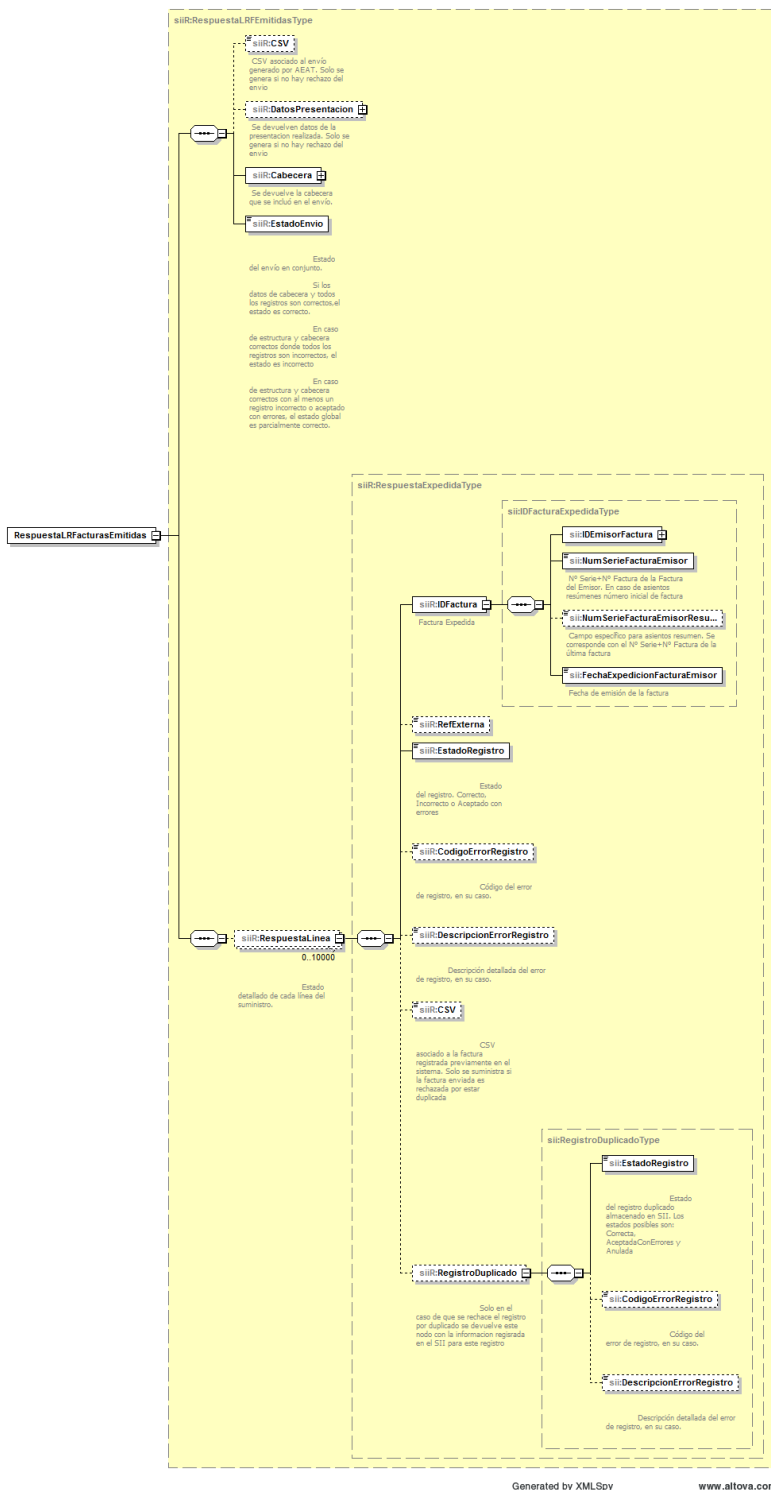 siiR:RespuestaLRFEmitidasType
siiR:CSV
CSV asociado al envío
generado por AEAT. Solo se
genera si no hay rechazo del
envio
siiR:DatosPresentacion
Se devuelven datos de la
presentacion realizada. Solo se
genera si no hay rechazo del
envio
siiR:Cabecera
Se devuelve la cabecera
que se incluó en el envío.
siiR:EstadoEnvio
Estado
del envío en conjunto.
Si los
datos de cabecera y todos
los registros son correctos,el
estado es correcto.
En caso
de estructura y cabecera
correctos donde todos los
registros son incorrectos, el
estado es incorrecto
En caso
de estructura y cabecera
correctos con al menos un
registro incorrecto o aceptado
con errores, el estado global
es parcialmente correcto.
RespuestaLRFacturasEmitidas
siiR:RespuestaExpedidaType
sii:IDFacturaExpedidaType
sii:IDEmisorFactura
sii:NumSerieFacturaEmisor
Nº Serie+Nº Factura de la Factura
del Emisor. En caso de asientos
resúmenes número inicial de factura
siiR:IDFactura
Factura Expedida
sii:NumSerieFacturaEmisorResu...
Campo específico para asientos resumen. Se
corresponde con el Nº Serie+Nº Factura de la
última factura
sii:FechaExpedicionFacturaEmisor
Fecha de emisión de la factura
siiR:RefExterna
siiR:EstadoRegistro
Estado
del registro. Correcto,
Incorrecto o Aceptado con
errores
siiR:CodigoErrorRegistro
Código del error
de registro, en su caso.
siiR:RespuestaLinea
0..10000
Estado
detallado de cada línea del
suministro.
siiR:DescripcionErrorRegistro
Descripción detallada del error
de registro, en su caso.
siiR:CSV
CSV
asociado a la factura
registrada previamente en el
sistema. Solo se suministra si
la factura enviada es
rechazada por estar
duplicada
sii:RegistroDuplicadoType
sii:EstadoRegistro
Estado
del registro duplicado
almacenado en SII. Los
estados posibles son:
Correcta,
AceptadaConErrores y
Anulada
siiR:RegistroDuplicado
Solo en el
caso de que se rechece el registro
por duplicado se devuelve este
nodo con la informacion regisrada
en el SII para este registro
sii:CodigoErrorRegistro
Código del
error de registro, en su caso.
sii:DescripcionErrorRegistro
Descripción detallada del error
de registro, en su caso.
Generated by XMLSpy
www.altova.com